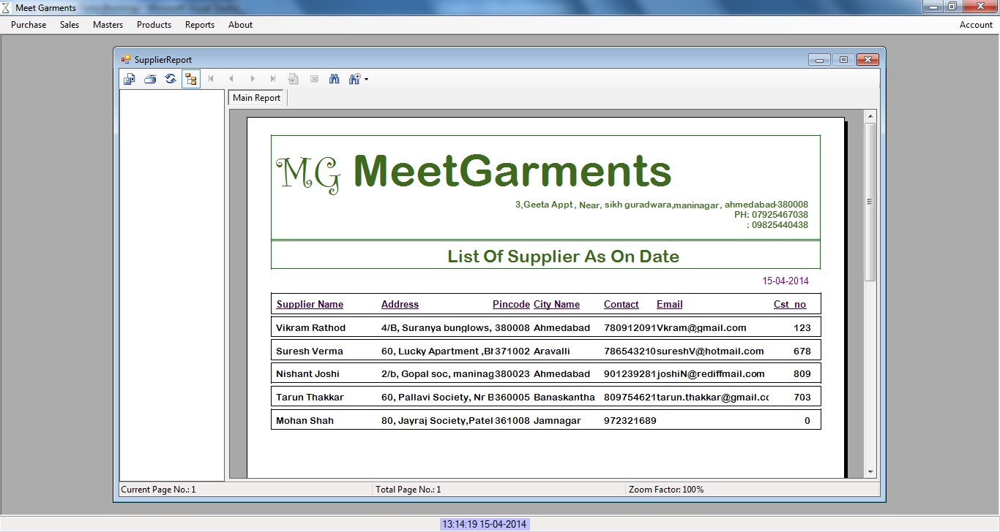 Meet Garments
Purchase Sales Masters Products Reports About Account
SupplierReport
Main Report
MG MeetGarments
3,Geeta Appt , Near, sikh guradwara,maninagar, ahmedabad-380008
PH: 07925467038
: 09825440438
List Of Supplier As On Date
15-04-2014
Supplier Name Address Pincode City Name Contact Email Cst_no
Vikram Rathod 4/B, Suranya bunglows, 380008 Ahmedabad 780912091 Vkram@gmail.com 123
Suresh Verma 60, Lucky Apartment ,Bh 371002 Aravalli 786543210 sureshV@hotmail.com 678
Nishant Joshi 2/b, Gopal soc, maninag 380023 Ahmedabad 901239281 joshiN@rediffmail.com 809
Tarun Thakkar 60, Pallavi Society, Nr B 360005 Banaskantha 809754621 tarun.thakkar@gmail.cc 703
Mohan Shah 80, Jayraj Society,Patel 361008 Jamnagar 972321689 0
Current Page No.: 1 Total Page No.: 1 Zoom Factor: 100%
13:14:19 15-04-2014